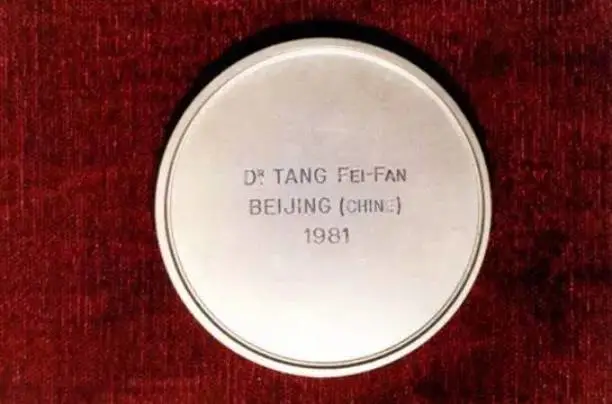 Dr TANG FEI-FAN
BEIJING (CHINE)
1981